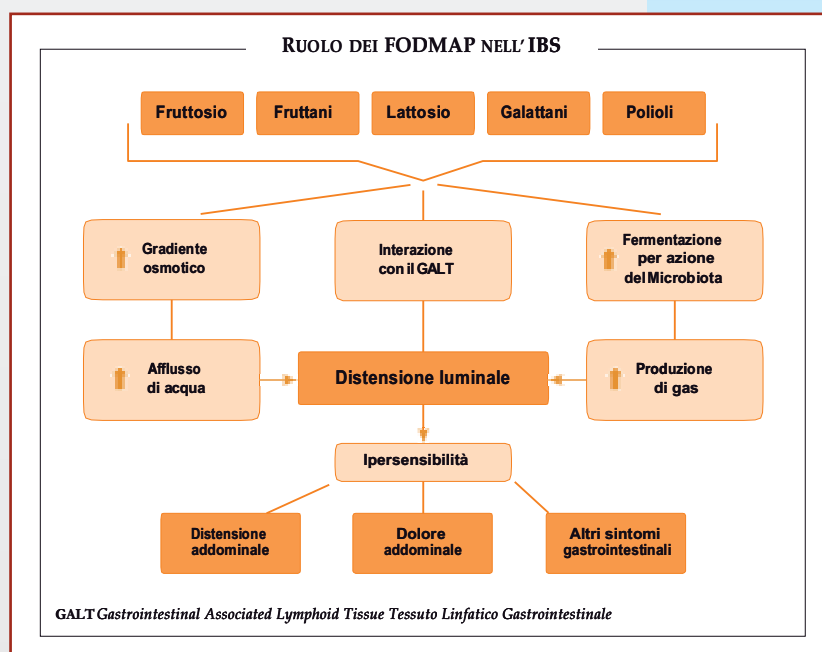 RUOLO DEI FODMAP NELL' IBS
Fruttosio
Fruttani
Lattosio
Galattani
Polioli
Gradiente
osmotico
Interazione
con il GALT
Fermentazione
per azione
del Microbiota
Afflusso
di acqua
Distensione luminale
Produzione
di gas
Ipersensibilità
Distensione
addominale
Dolore
addominale
Altri sintomi
gastrointestinali
GALT Gastrointestinal Associated Lymphoid Tissue Tessuto Linfatico Gastrointestinale